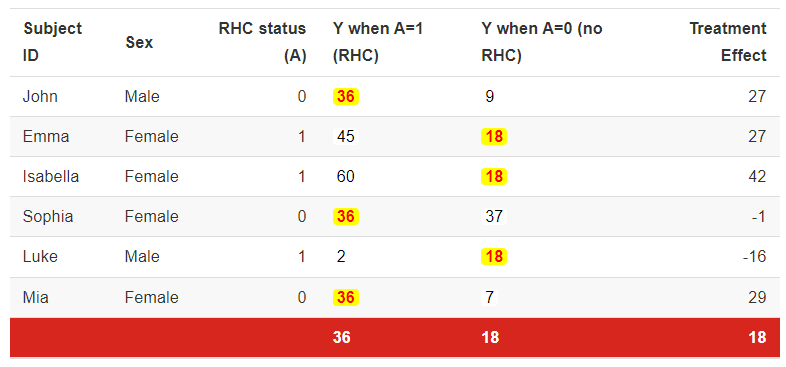 Subject ID Sex RHC status (A) Y when A=1 (RHC) Y when A=0 (no RHC) Treatment Effect
John Male 0 36 9 27
Emma Female 1 45 18 27
Isabella Female 1 60 18 42
Sophia Female 0 36 37 -1
Luke Male 1 2 18 -16
Mia Female 0 36 7 29
36 18 18